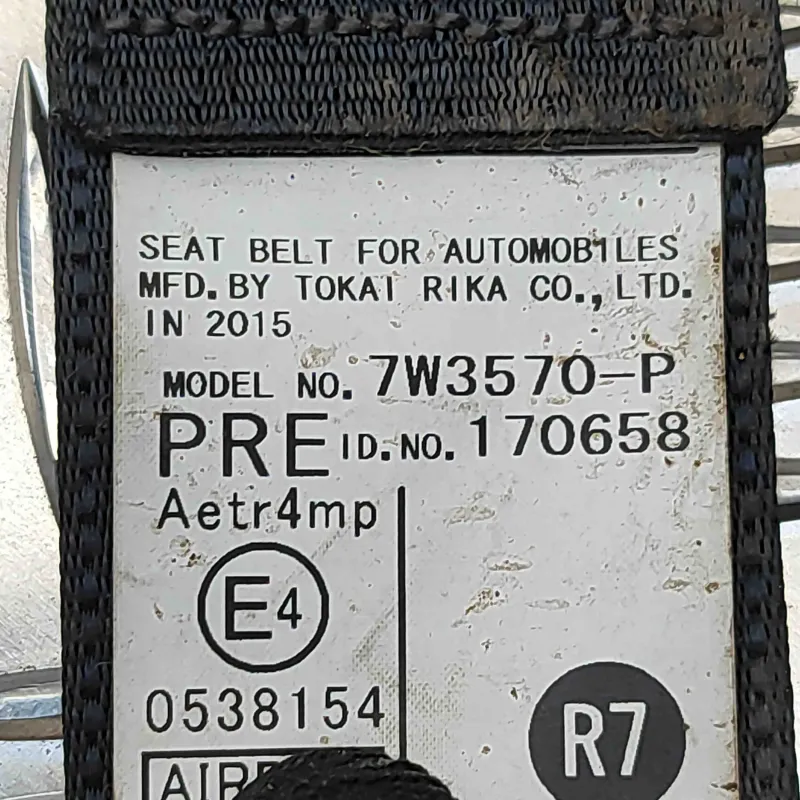 SEAT BELT FOR AUTOMOBILES
MFD. BY TOKAI RIKA CO., LTD.
IN 2015
MODEL NO. 7W3570-P
PRE ID. NO. 170658
Aetr4mp
E4
0538154
R7